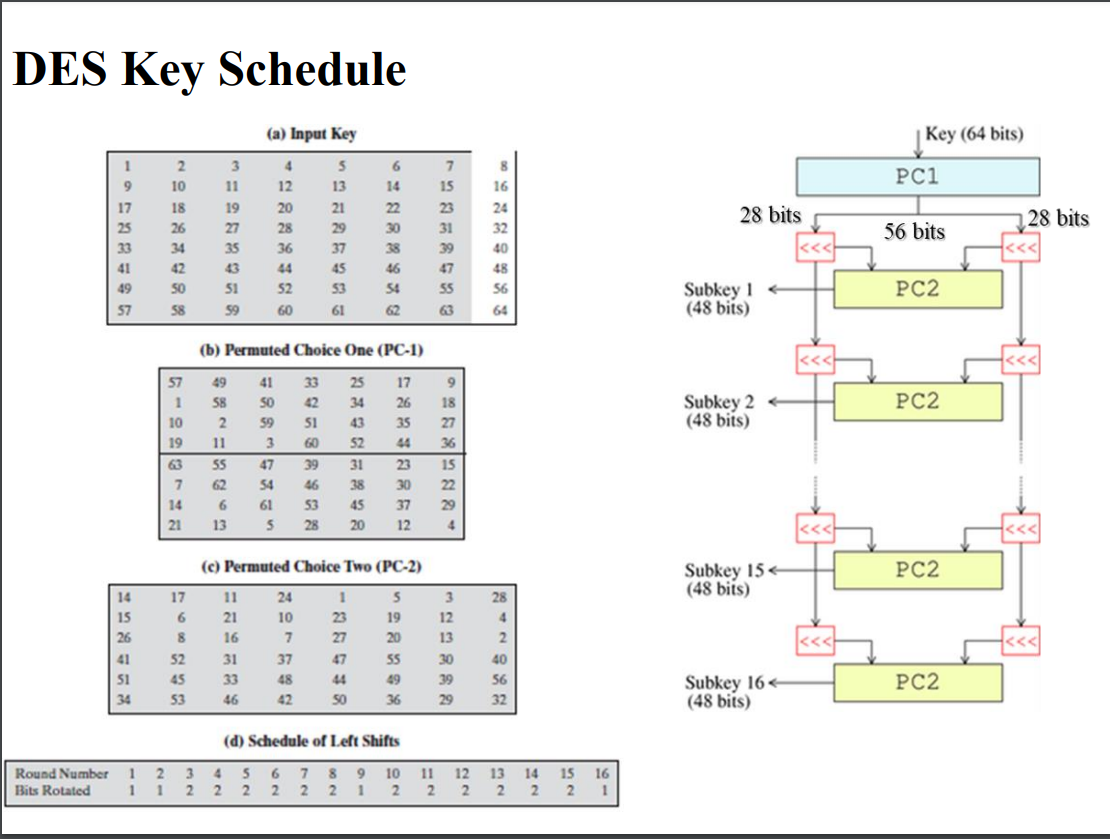 DES Key Schedule
(a) Input Key
1 2 3 4 5 6 7 8
9 10 11 12 13 14 15 16
17 18 19 20 21 22 23 24
25 26 27 28 29 30 31 32
33 34 35 36 37 38 39 40
41 42 43 44 45 46 47 48
49 50 51 52 53 54 55 56
57 58 59 60 61 62 63 64
(b) Permuted Choice One (PC-1)
57 49 41 33 25 17 9
1 58 50 42 34 26 18
10 2 59 51 43 35 27
19 11 3 60 52 44 36
63 55 47 39 31 23 15
7 62 54 46 38 30 22
14 6 61 53 45 37 29
21 13 5 28 20 12 4
(c) Permuted Choice Two (PC-2)
14 17 11 24 1 5 3 28
15 6 21 10 23 19 12 4
26 8 16 7 27 20 13 2
41 52 31 37 47 55 30 40
51 45 33 48 44 49 39 56
34 53 46 42 50 36 29 32
(d) Schedule of Left Shifts
Round Number 1 2 3 4 5 6 7 8 9 10 11 12 13 14 15 16
Bits Rotated 1 1 2 2 2 2 2 2 1 2 2 2 2 2 2 1
Key (64 bits)
PC1
28 bits
56 bits
28 bits
<<<
<<<
PC2
Subkey 1
(48 bits)
<<<
<<<
PC2
Subkey 2
(48 bits)
<<<
<<<
PC2
Subkey 15
(48 bits)
<<<
<<<
PC2
Subkey 16
(48 bits)